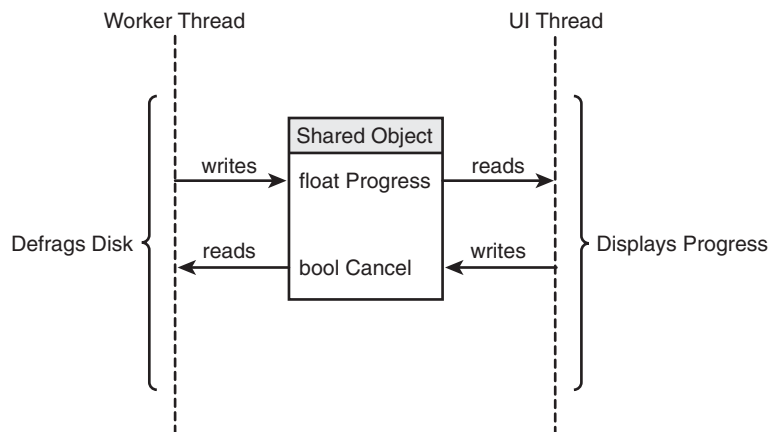 Worker Thread
UI Thread
Shared Object
writes
float Progress
reads
Defrags Disk
Displays Progress
reads
bool Cancel
writes